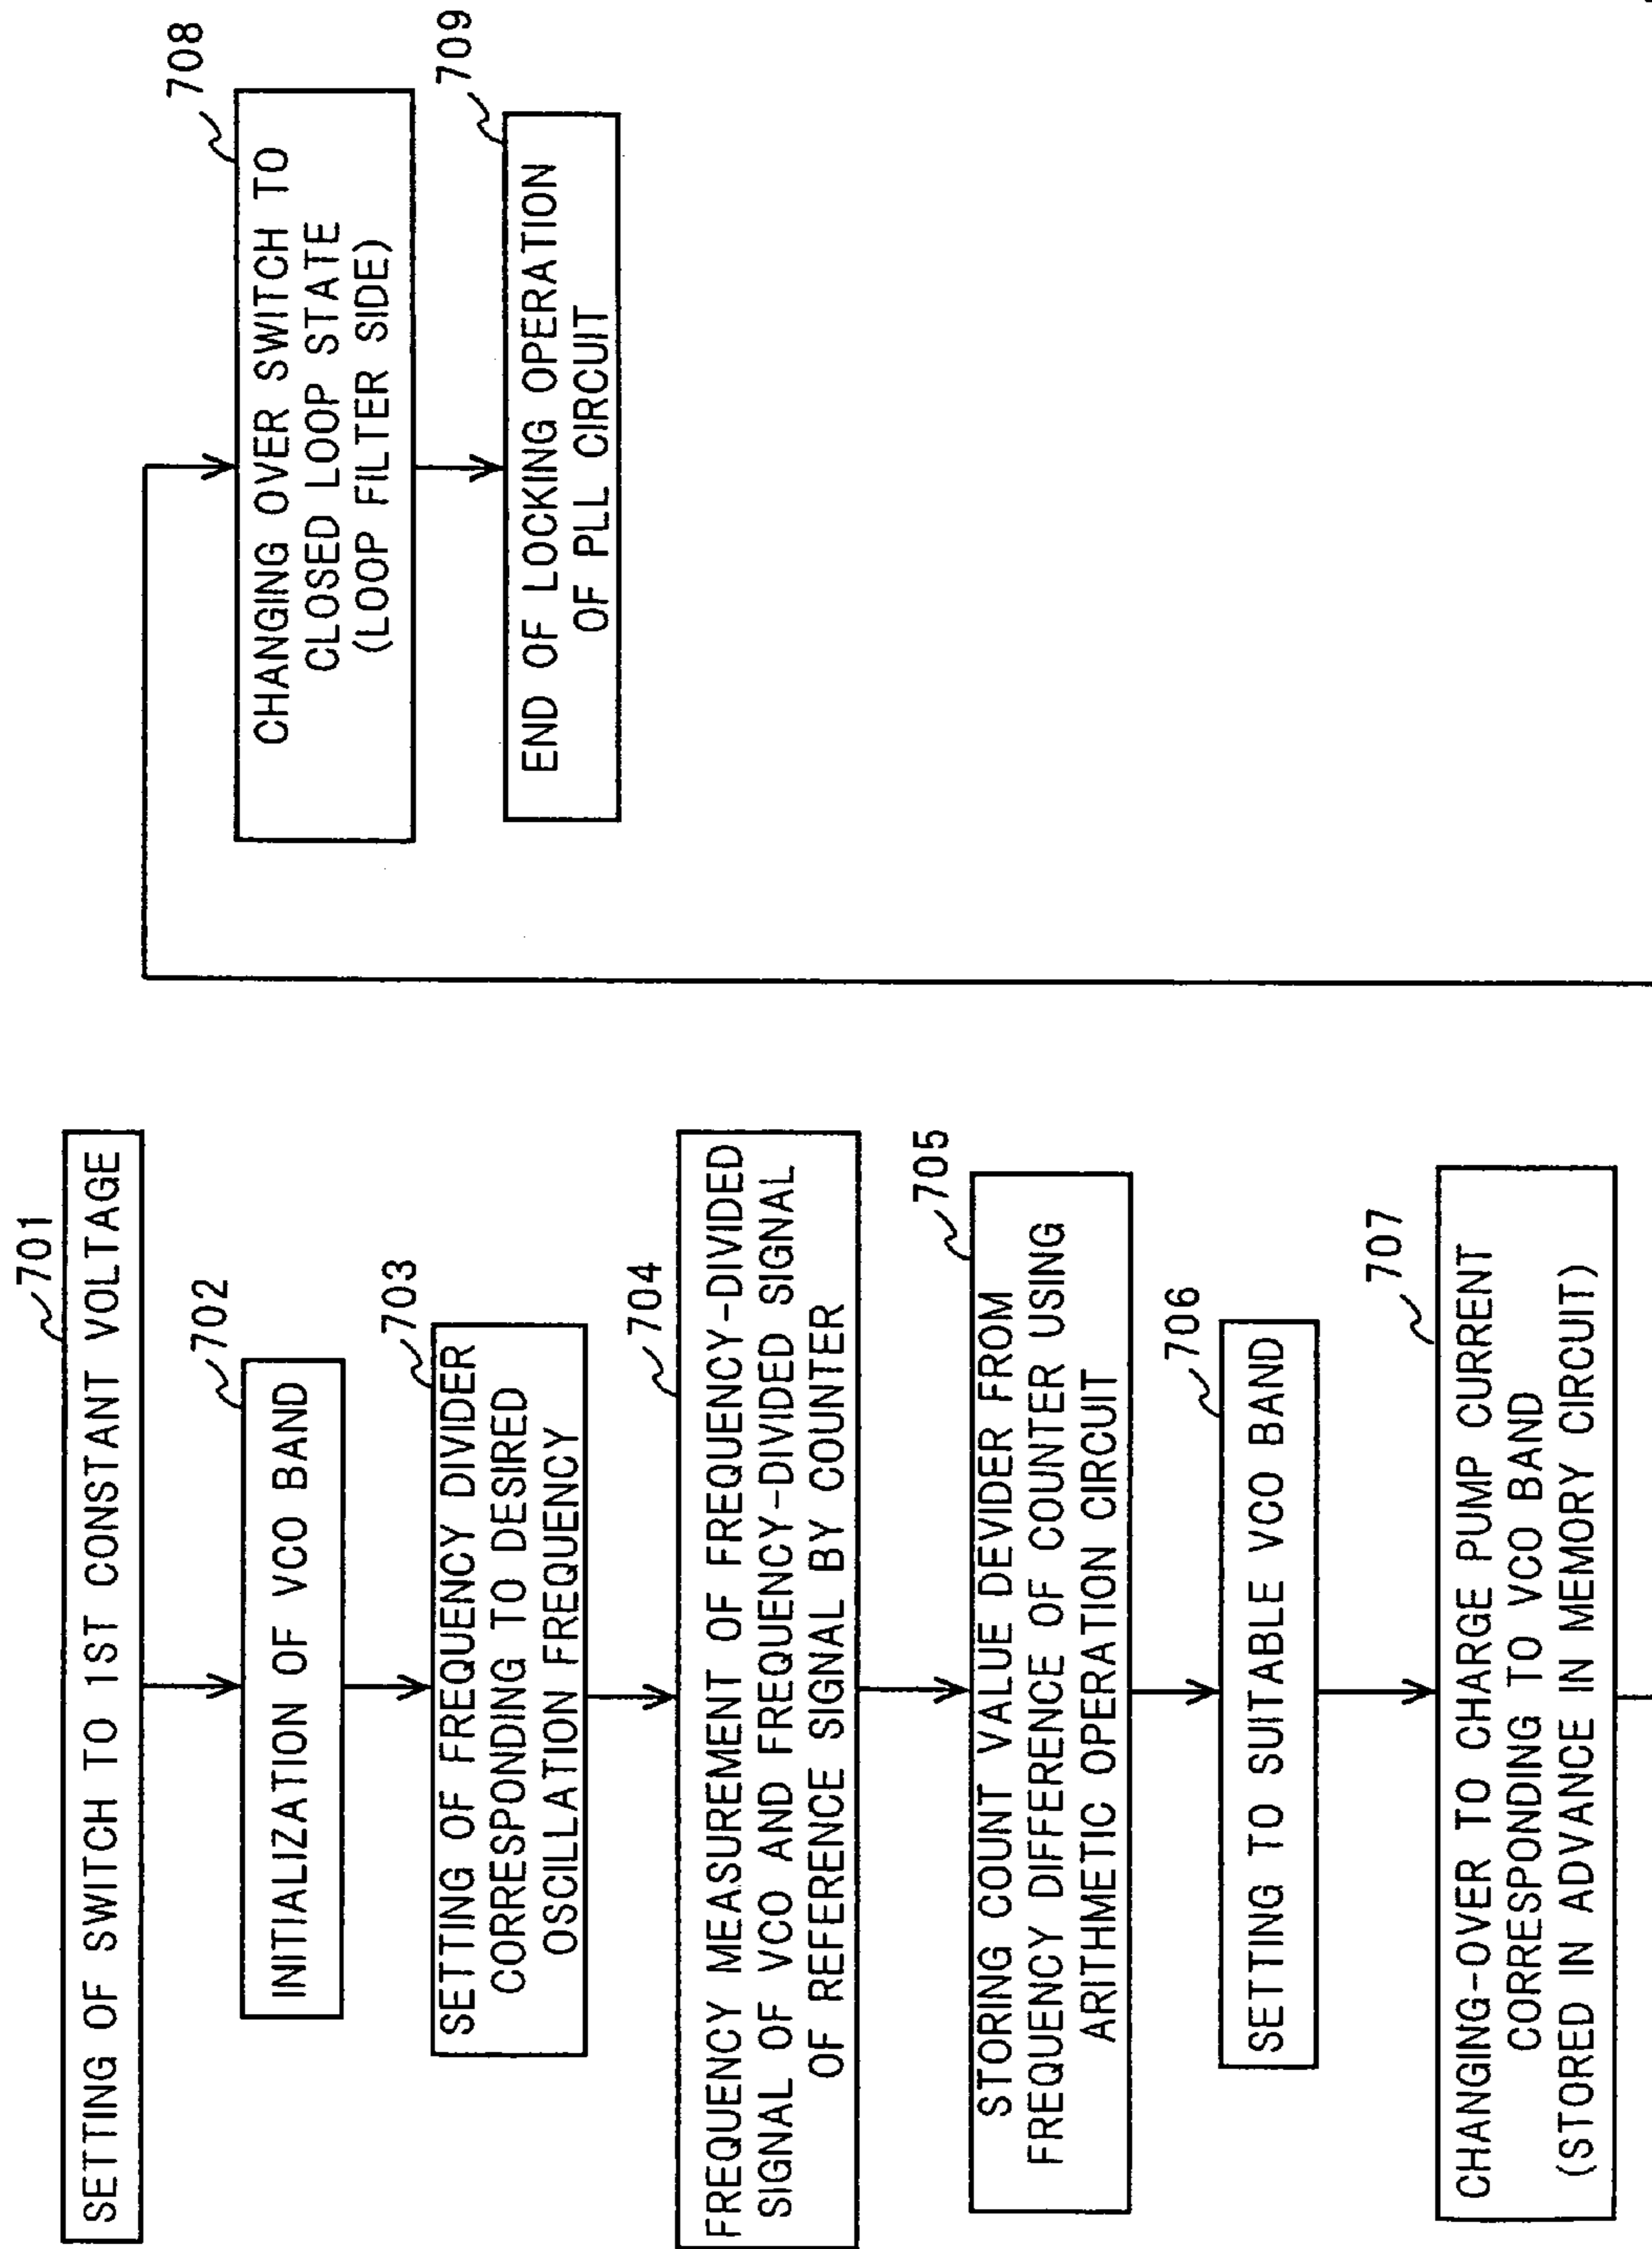 701
SETTING OF SWITCH TO 1ST CONSTANT VOLTAGE
702
INITIALIZATION OF VCO BAND
703
SETTING OF FREQUENCY DIVIDER
CORRESPONDING TO DESIRED
OSCILLATION FREQUENCY
704
FREQUENCY MEASUREMENT OF FREQUENCY-DIVIDED
SIGNAL OF VCO AND FREQUENCY-DIVIDED SIGNAL
OF REFERENCE SIGNAL BY COUNTER
705
STORING COUNT VALUE DEVIDER FROM
FREQUENCY DIFFERENCE OF COUNTER USING
ARITHMETIC OPERATION CIRCUIT
706
SETTING TO SUITABLE VCO BAND
707
CHANGING-OVER TO CHARGE PUMP CURRENT
CORRESPONDING TO VCO BAND
(STORED IN ADVANCE IN MEMORY CIRCUIT)
708
CHANGING OVER SWITCH TO
CLOSED LOOP STATE
(LOOP FILTER SIDE)
709
END OF LOCKING OPERATION
OF PLL CIRCUIT